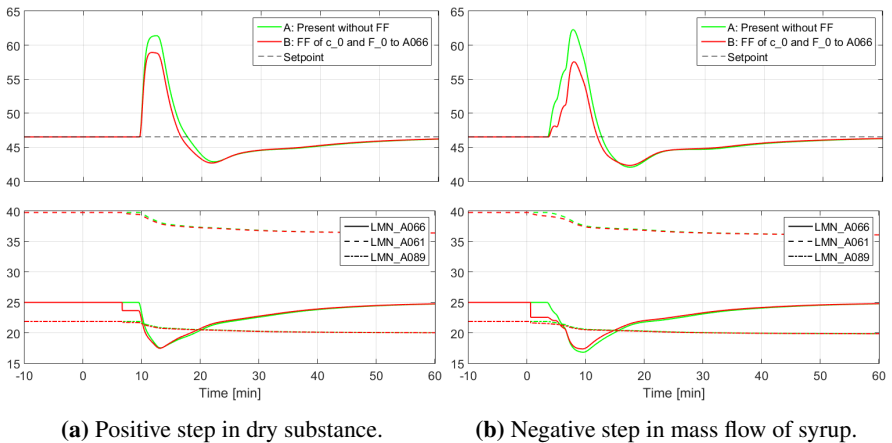 65
60
55
50
45
40
A: Present without FF
B: FF of c_0 and F_0 to A066
Setpoint
65
60
55
50
45
40
A: Present without FF
B: FF of c_0 and F_0 to A066
Setpoint
40
35
30
25
20
15
LMN_A066
LMN_A061
LMN_A089
-10 0 10 20 30 40 50 60
Time [min]
40
35
30
25
20
15
LMN_A066
LMN_A061
LMN_A089
-10 0 10 20 30 40 50 60
Time [min]
(a) Positive step in dry substance.
(b) Negative step in mass flow of syrup.